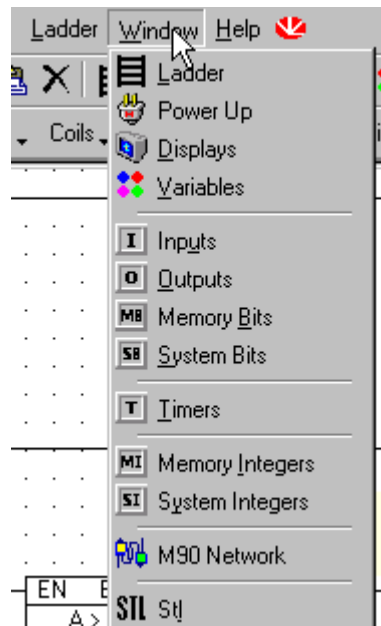 Ladder Window Help
Ladder
Power Up
Displays
Coils
Variables
I Inputs
O Outputs
MB Memory Bits
SB System Bits
T Timers
MI Memory Integers
SI System Integers
M90 Network
EN
STL Stl
A>